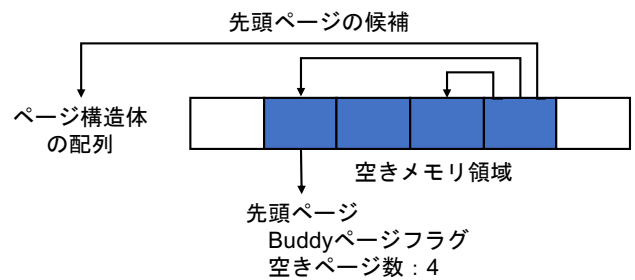 先頭ページの候補
ページ構造体
の配列
空きメモリ領域
先頭ページ
Buddyページフラグ
空きページ数：4